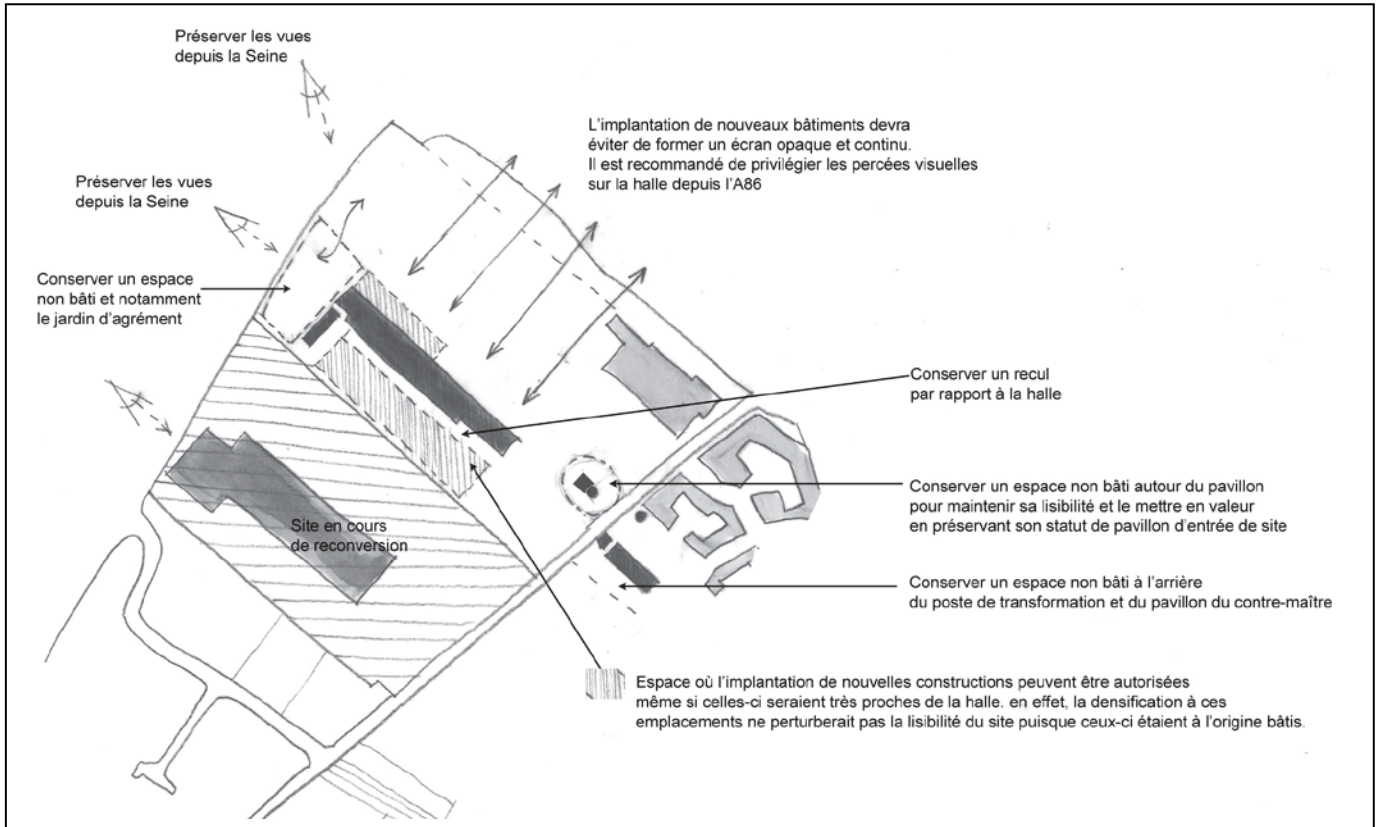 Préserver les vues
depuis la Seine
L'implantation de nouveaux bâtiments devra
éviter de former un écran opaque et continu.
Il est recommandé de privilégier les percées visuelles
sur la halle depuis l'A86
Préserver les vues
depuis la Seine
Conserver un espace
non bâti et notamment
le jardin d'agrément
Conserver un recul
par rapport à la halle
Conserver un espace non bâti autour du pavillon
pour maintenir sa lisibilité et le mettre en valeur
en préservant son statut de pavillon d'entrée de site
Site en cours
de reconversion
Conserver un espace non bâti à l'arrière
du poste de transformation et du pavillon du contre-maître
Espace où l'implantation de nouvelles constructions peuvent être autorisées
même si celles-ci seraient très proches de la halle. en effet, la densification à ces
emplacements ne perturberait pas la lisibilité du site puisque ceux-ci étaient à l'origine bâtis.